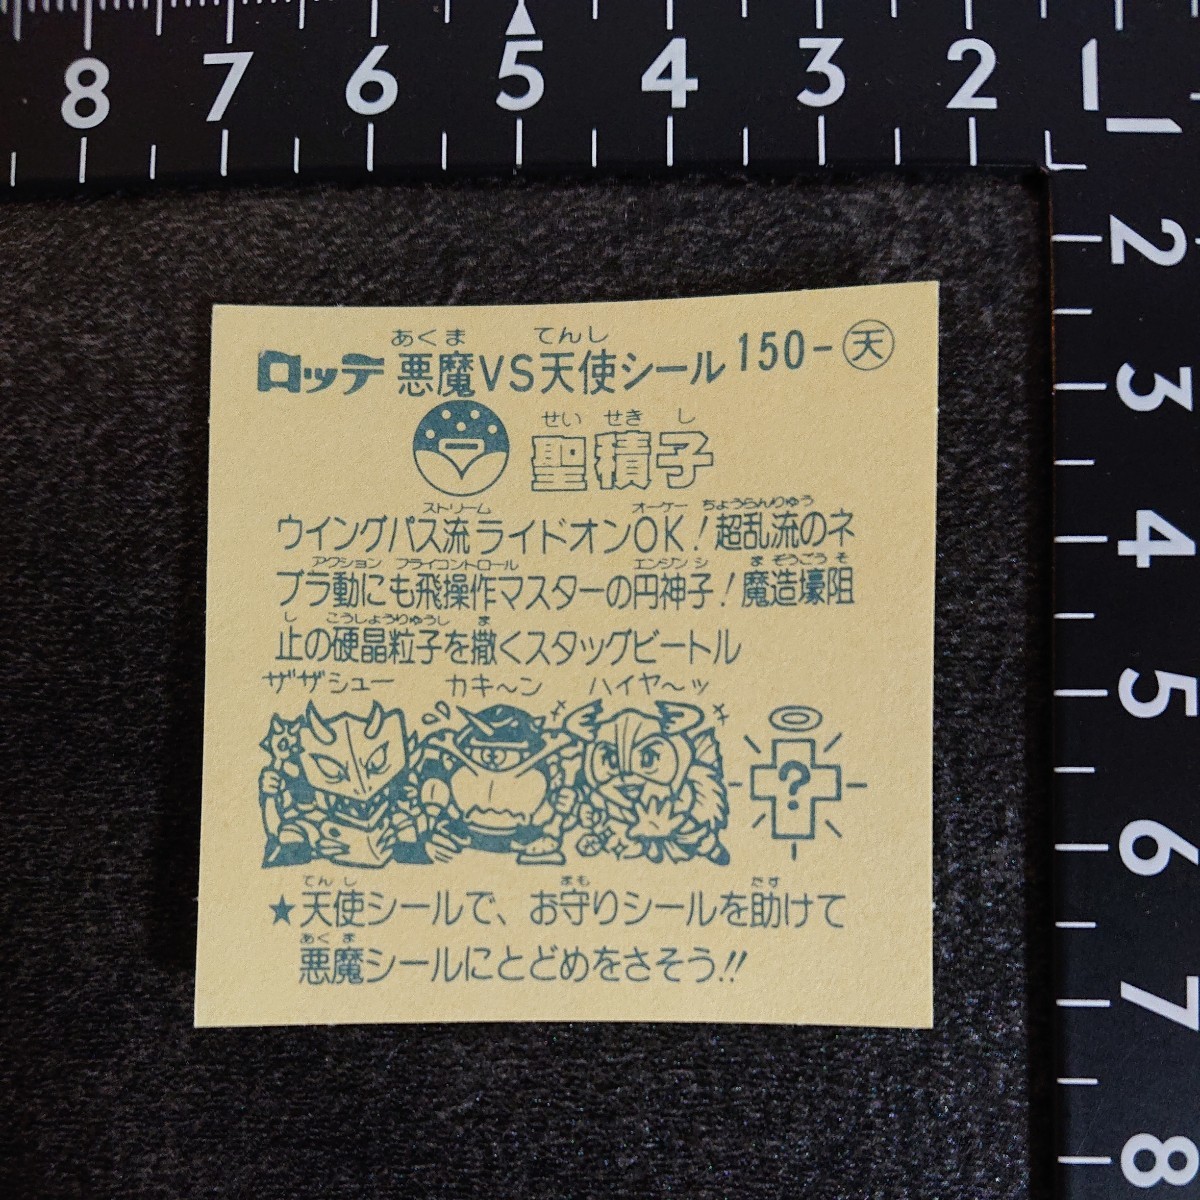 8 7 6 5 4 3 2 1
1
2
3
4
5
6
7
8
あくま てんし
ロッテ 悪魔VS天使シール 150-天
せい せき し
聖積子
ストリーム オーケー ちょうらんりゅう
ウイングパス流ライドオンOK!超乱流のネ
アクション フライコントロール エンジンシ まぞうごうそ
ブラ動にも飛操作マスターの円神子!魔造壕阻
し こうしょうりゅうし ま
止の硬晶粒子を撒くスタッグビートル
ザザシュー カキ〜ン ハイヤ〜ッ
?
てんし まも たす
★天使シールで、お守りシールを助けて
あくま
悪魔シールにとどめをさそう!!